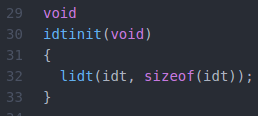 29 void
30 idtinit(void)
31 {
32   lidt(idt, sizeof(idt));
33 }